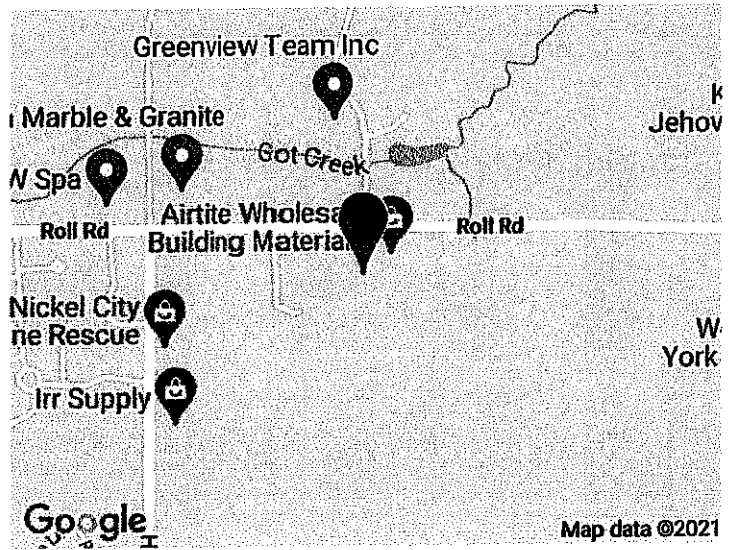 Greenview Team Inc
Marble & Granite
K
Jehov
Got Creek
W Spa
Airtite Wholesa
Building Material
Roll Rd
Roll Rd
Nickel City
ne Rescue
W
York
Irr Supply
Google
Map data ©2021